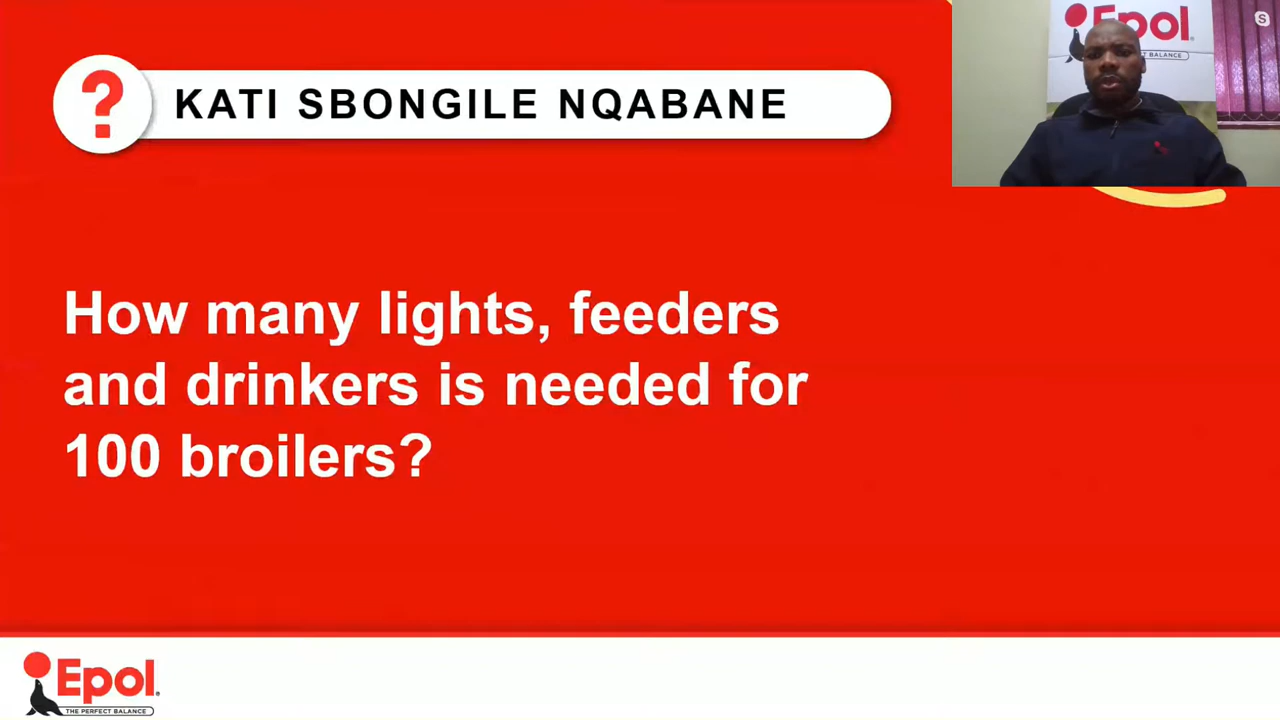 Epol
BALANCE
?
KATI SBONGILE NQABANE
How many lights, feeders
and drinkers is needed for
100 broilers?
Epol
THE PERFECT BALANCE